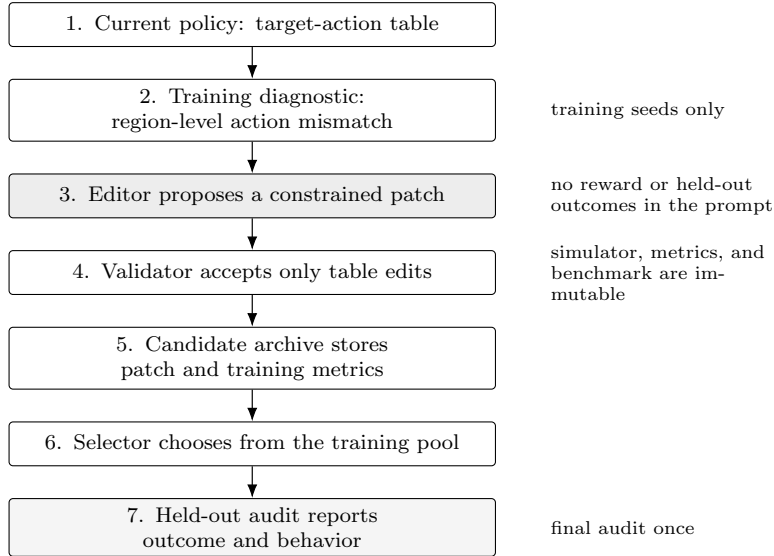 1. Current policy: target-action table
2. Training diagnostic:
region-level action mismatch
training seeds only
3. Editor proposes a constrained patch
no reward or held-out
outcomes in the prompt
4. Validator accepts only table edits
simulator, metrics, and
benchmark are im-
mutable
5. Candidate archive stores
patch and training metrics
6. Selector chooses from the training pool
7. Held-out audit reports
outcome and behavior
final audit once